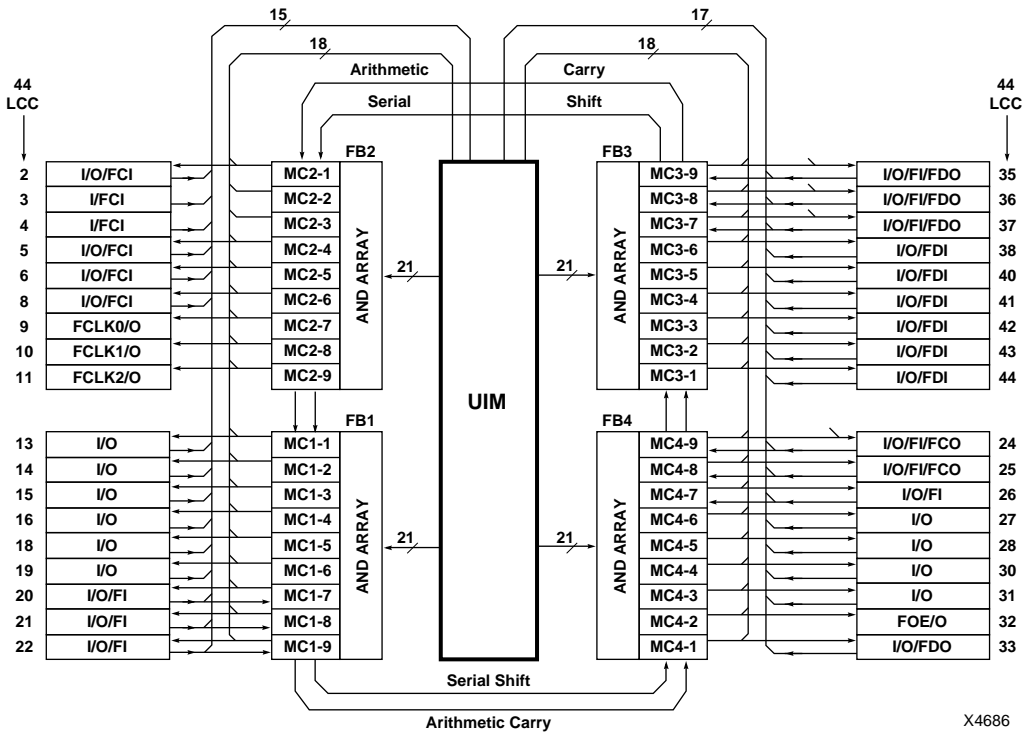 15
17
18
18
Arithmetic Carry
Serial Shift
44
LCC
44
LCC
FB2
FB3
2 I/O/FCI MC2-1 MC3-9 I/O/FI/FDO 35
3 I/FCI MC2-2 MC3-8 I/O/FI/FDO 36
4 I/FCI MC2-3 MC3-7 I/O/FI/FDO 37
5 I/O/FCI MC2-4 MC3-6 I/O/FDI 38
6 I/O/FCI MC2-5 21 21 MC3-5 I/O/FDI 40
8 I/O/FCI MC2-6 MC3-4 I/O/FDI 41
9 FCLK0/O MC2-7 MC3-3 I/O/FDI 42
10 FCLK1/O MC2-8 MC3-2 I/O/FDI 43
11 FCLK2/O MC2-9 MC3-1 I/O/FDI 44
AND ARRAY
AND ARRAY
UIM
FB1
FB4
13 I/O MC1-1 MC4-9 I/O/FI/FCO 24
14 I/O MC1-2 MC4-8 I/O/FI/FCO 25
15 I/O MC1-3 MC4-7 I/O/FI 26
16 I/O MC1-4 MC4-6 I/O 27
18 I/O MC1-5 21 21 MC4-5 I/O 28
19 I/O MC1-6 MC4-4 I/O 30
20 I/O/FI MC1-7 MC4-3 I/O 31
21 I/O/FI MC1-8 MC4-2 FOE/O 32
22 I/O/FI MC1-9 MC4-1 I/O/FDO 33
AND ARRAY
AND ARRAY
Serial Shift
Arithmetic Carry
X4686